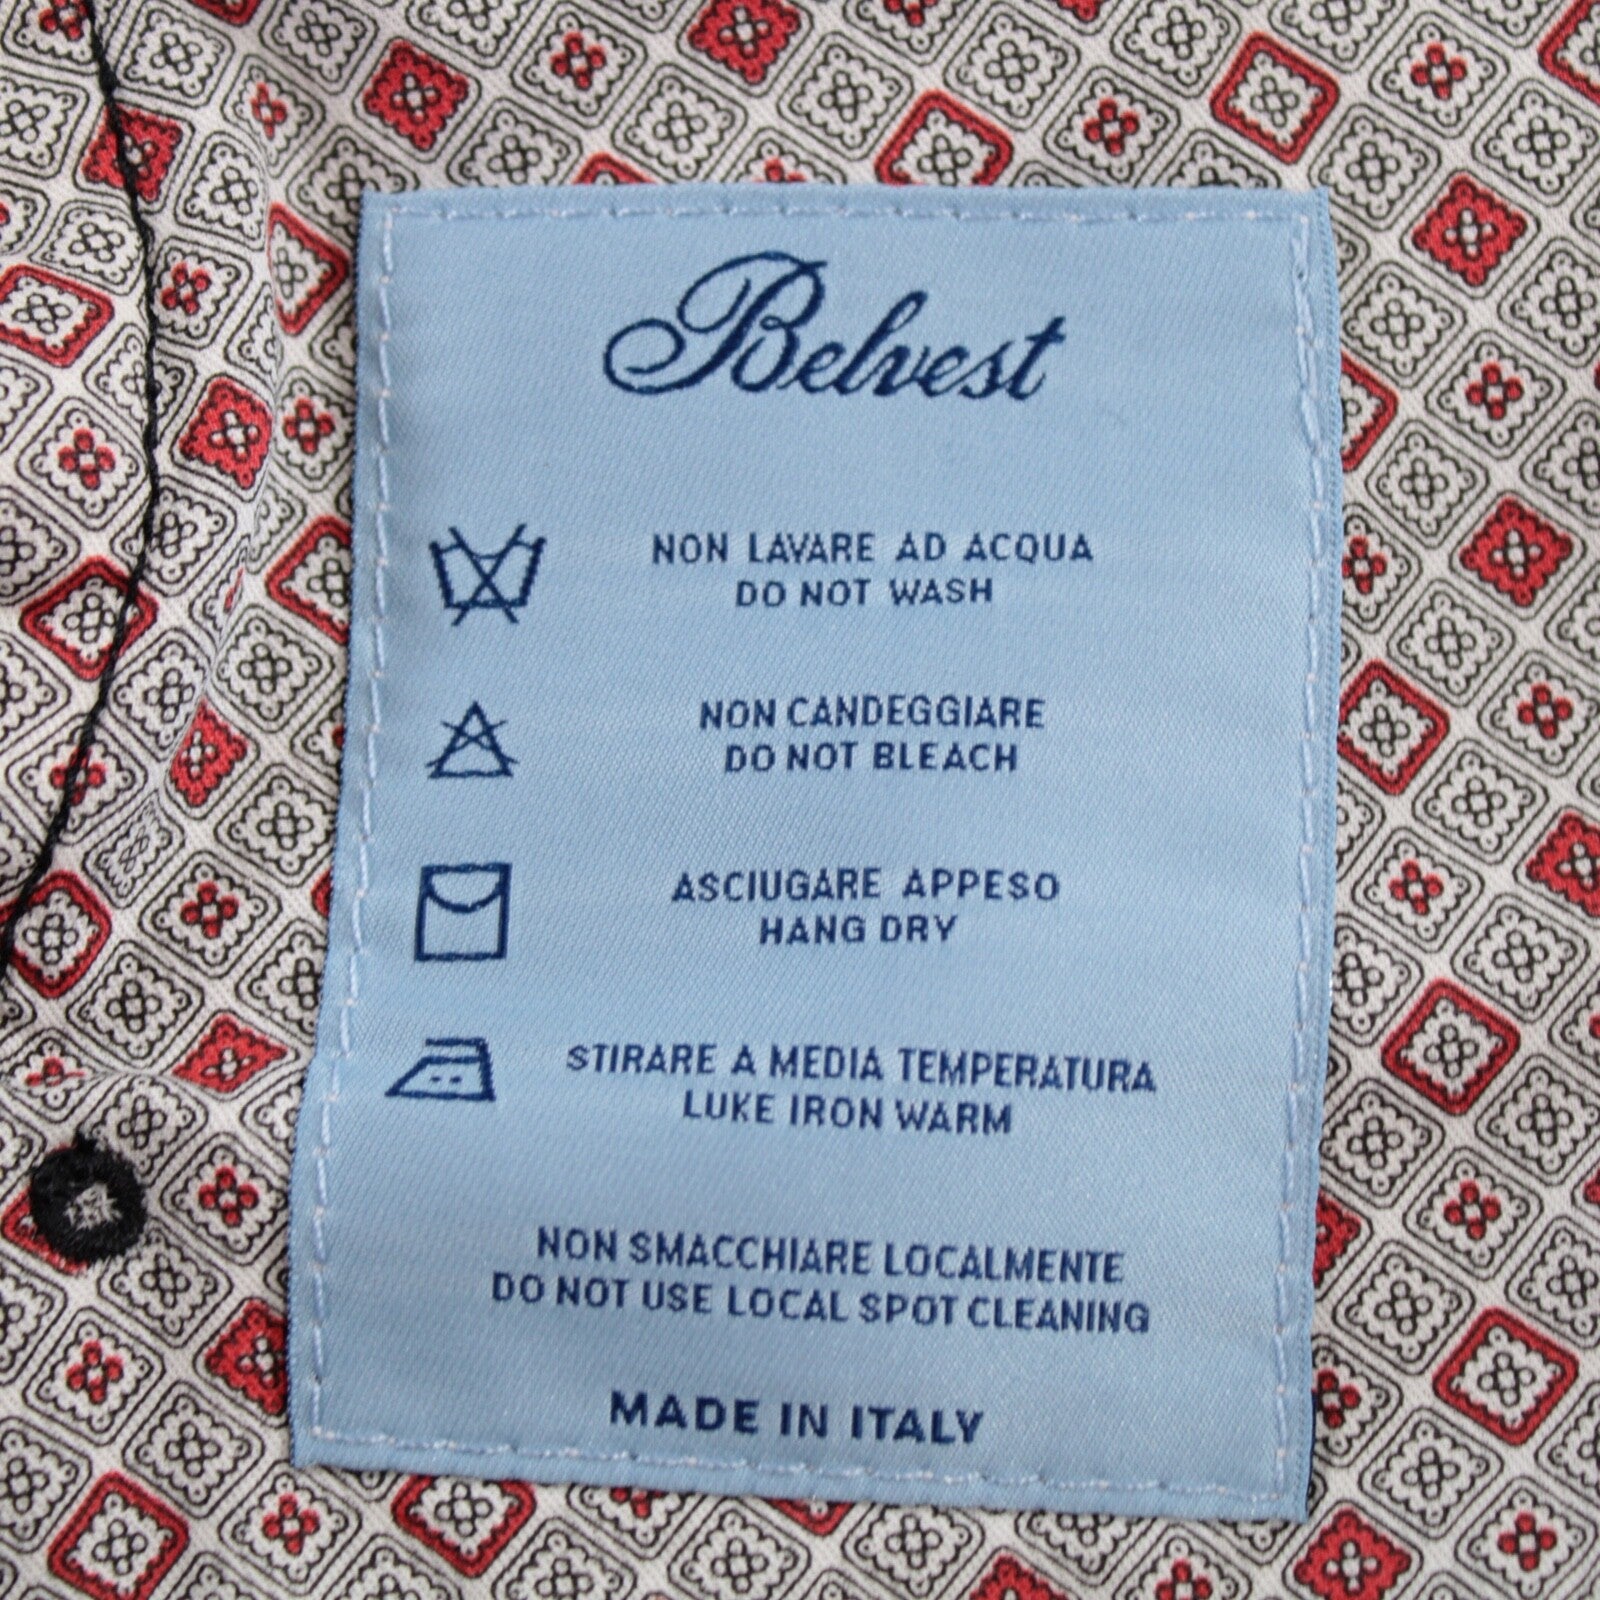 Belvest
NON LAVARE AD ACQUA
DO NOT WASH
NON CANDEGGIARE
DO NOT BLEACH
ASCIUGARE APPESO
HANG DRY
STIRARE A MEDIA TEMPERATURA
LUKE IRON WARM
NON SMACCHIARE LOCALMENTE
DO NOT USE LOCAL SPOT CLEANING
MADE IN ITALY